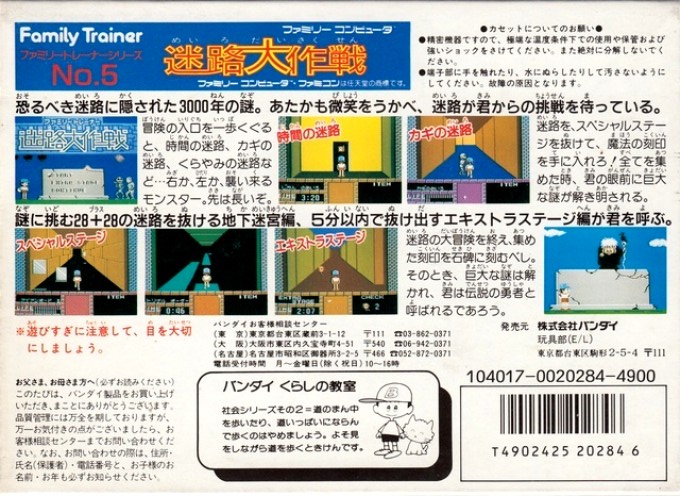 Family Trainer
ファミリートレーナーシリーズ
No.5
ファミリー コンピュータ
めいろだいさくせん
迷路大作戦
ファミリー コンピュータ・ファミコンは任天堂の商標です。
●カセットについてのお願い●
●精密機器ですので、極端な温度条件下での使用や保管および
強いショックをさけてください。また絶対に分解しないでく
ださい。
●端子部に手を触れたり、水にぬらしたりして汚さないように
してください。故障の原因となります。
恐るべき迷路に隠された3000年の謎。あたかも微笑をうかべ、迷路が君からの挑戦を待っている。
ファミリートレーナー
迷路大作戦
冒険の入口を一歩くぐる
と、時間の迷路、カギの
迷路、くらやみの迷路な
ど…右か、左か、襲い来る
モンスター。先は長いぞ。
時間の迷路
3:20
ITEM
カギの迷路
ITEM
迷路を、スペシャルステー
ジを抜けて、魔法の刻印
を手に入れろ!全てを集
めた時、君の眼前に巨大
な謎が解き明される。
謎に挑む28+28の迷路を抜ける地下迷宮編、5分以内で抜け出すエキストラステージ編が君を呼ぶ。
スペシャルステージ
ITEM
0:45
ITEM
エキストラステージ
EXTRA
STAGE
CHECK
2
迷路の大冒険を終え、集め
た刻印を石碑に刻むべし。
そのとき、巨大な謎は解
かれ、君は伝説の勇者と
呼ばれるであろう。
※遊びすぎに注意して、目を大切
にしましょう。
バンダイお客様相談センター
(東 京)東京都台東区蔵前3-1-12 〒111 ☎03-862-0371
(大 阪)大阪市東区内久宝寺町4-51 〒540 ☎06-942-0371
(名古屋)名古屋市昭和区御器所3-2-5 〒466 ☎052-872-0371
電話受付時間 月〜金曜日(除く祝日)10〜16時
発売元 株式会社バンダイ
玩具部(E/L)
東京都台東区駒形2-5-4 〒111
お父さま、お母さま方へ(必ずお読みください)
このたびは、バンダイ製品をお買い上げ
いただき、まことにありがとうございます。
品質管理には万全を期しておりますが、
万一お気付きの点がございましたら、お
客様相談センターまでお問い合わせくだ
さい。なお、お問い合わせの際は、住所・
氏名(保護者)・電話番号と、お子様のお
名前・お年も必ずお知らせください。
バンダイ くらしの教室
社会シリーズその2=道のまん中
を歩いたり、道いっぱいにならん
で歩くのはやめましょう。よそ見
をしながら道を歩くときけんです。
B
104017-0020284-4900
T4902425 20284 6